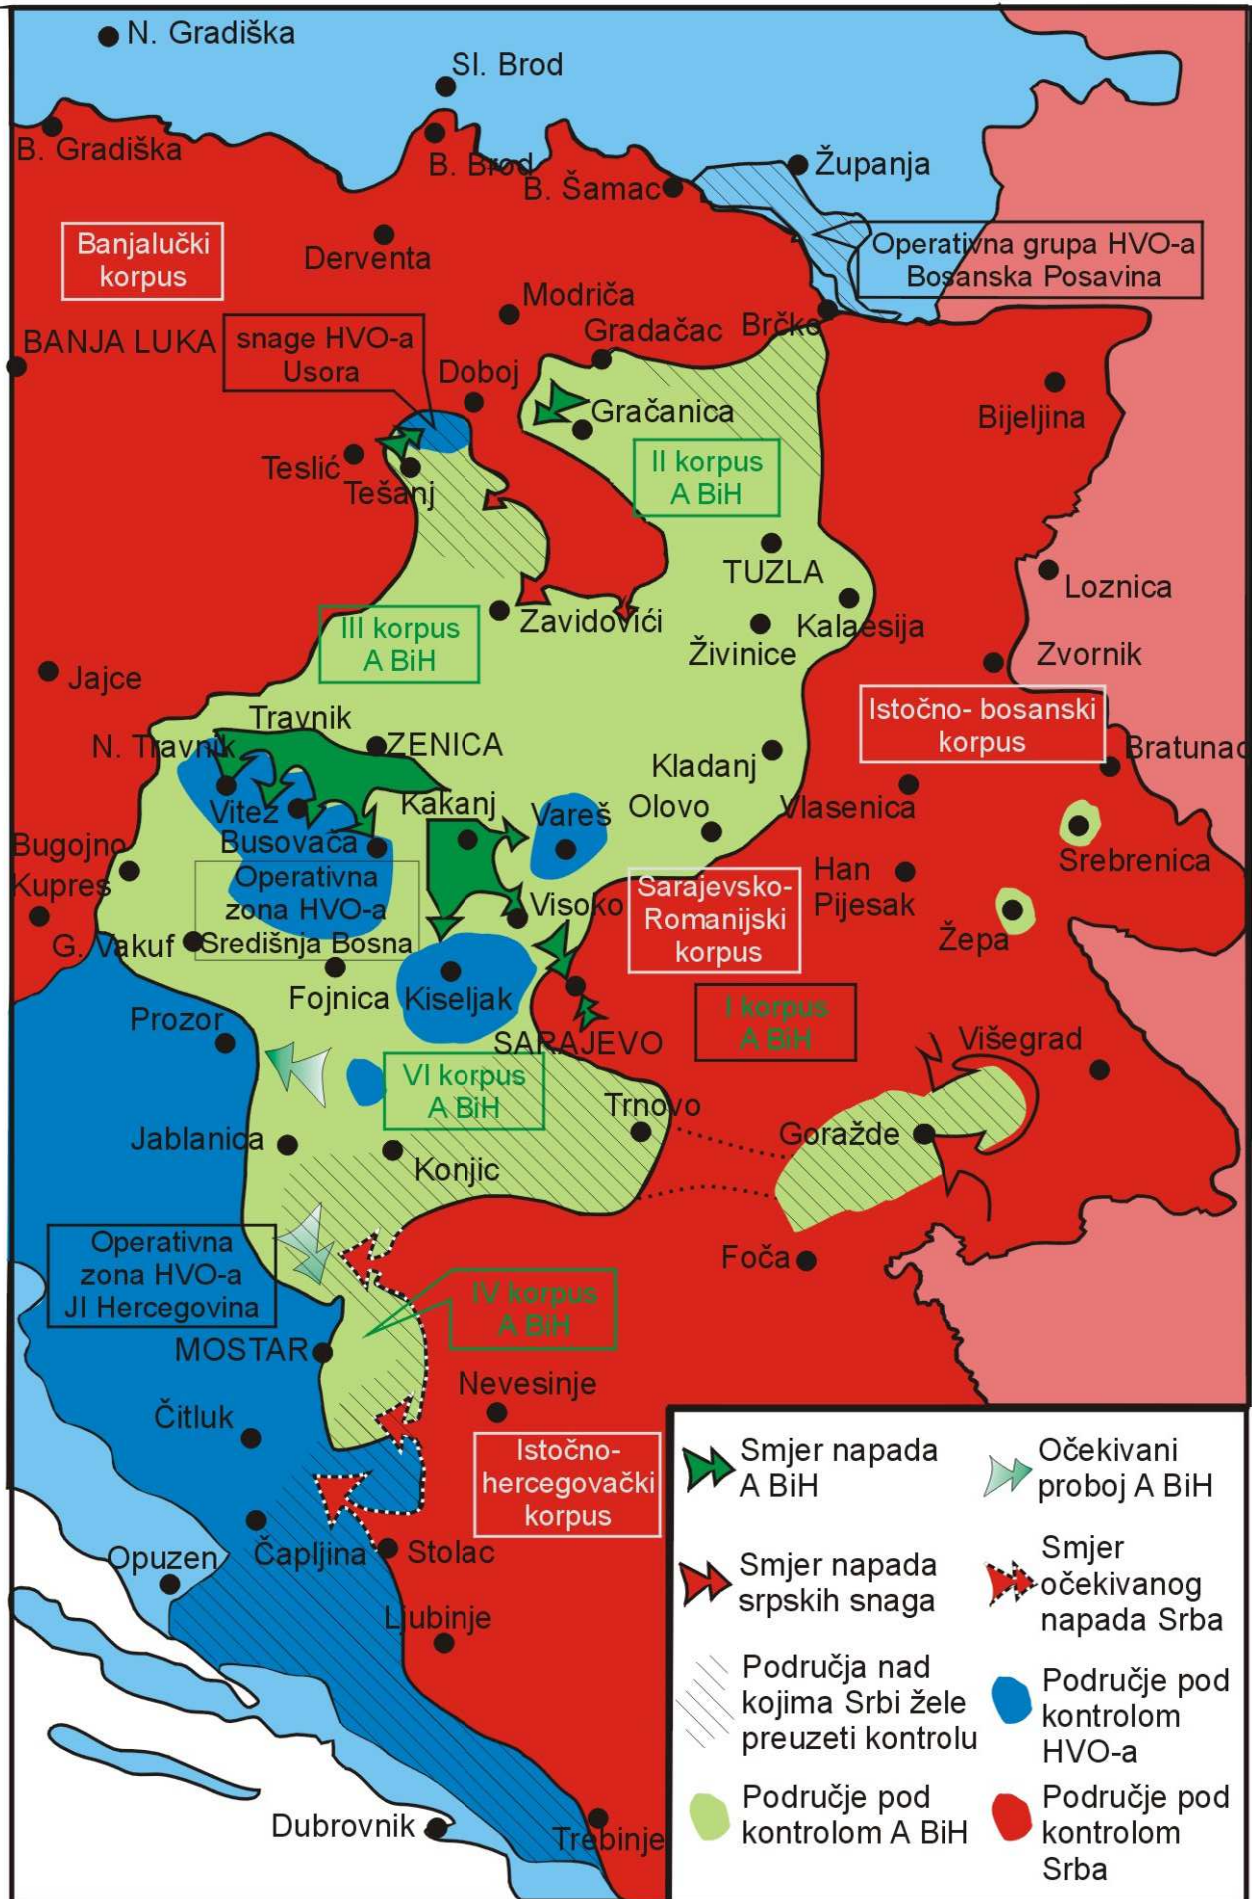 N. Gradiška
Sl. Brod
B. Gradiška
B. Brod
B. Šamac
Županja
Banjalučki
korpus
Derventa
Operativna grupa HVO-a
Bosanska Posavina
Modriča
Gradačac
Brčko
BANJA LUKA
snage HVO-a
Usora
Doboj
Gračanica
Bijeljina
Teslić
Tešanj
II korpus
A BiH
TUZLA
Loznica
Zavidovići
Kalaesija
III korpus
A BiH
Živinice
Zvornik
Jajce
Travnik
N. Travnik
ZENICA
Istočno- bosanski
korpus
Bratunac
Kladanj
Kakanj
Vareš
Olovo
Vlasenica
Vitez
Busovača
Bugojno
Kupres
Srebrenica
Operativna
zona HVO-a
Središnja Bosna
Visoko
Sarajevsko-
Romanijski
korpus
Han
Pijesak
G. Vakuf
Žepa
Fojnica
Kiseljak
I korpus
A BiH
Prozor
SARAJEVO
Višegrad
VI korpus
A BiH
Trnovo
Jablanica
Goražde
Konjic
Operativna
zona HVO-a
JI Hercegovina
Foča
IV korpus
A BiH
MOSTAR
Nevesinje
Čitluk
Istočno-
hercegovački
korpus
Opuzen
Čapljina
Stolac
Ljubinje
Dubrovnik
Trebinje
Smjer napada
A BiH
Očekivani
proboj A BiH
Smjer napada
srpskih snaga
Smjer
očekivanog
napada Srba
Područja nad
kojima Srbi žele
preuzeti kontrolu
Područje pod
kontrolom
HVO-a
Područje pod
kontrolom A BiH
Područje pod
kontrolom
Srba